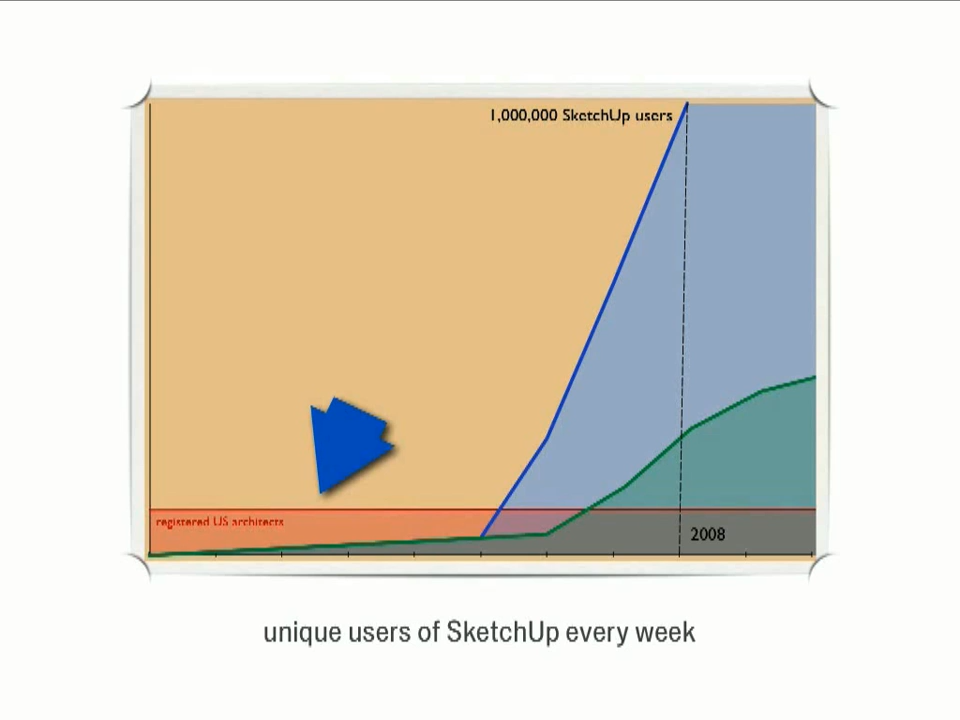 1,000,000 SketchUp users
registered US architects
2008
unique users of SketchUp every week